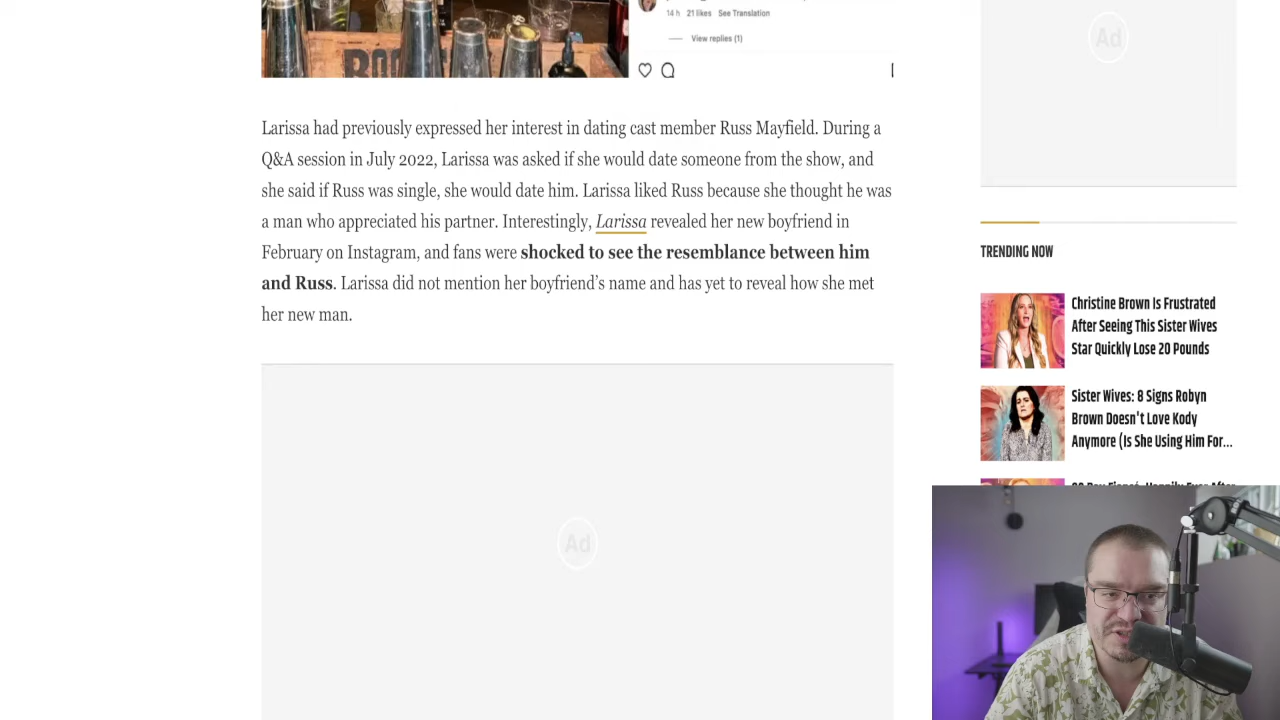 14 h 21 likes See Translation
View replies (1)
Larissa had previously expressed her interest in dating cast member Russ Mayfield. During a
Q&A session in July 2022, Larissa was asked if she would date someone from the show, and
she said if Russ was single, she would date him. Larissa liked Russ because she thought he was
a man who appreciated his partner. Interestingly, Larissa revealed her new boyfriend in
February on Instagram, and fans were shocked to see the resemblance between him
and Russ. Larissa did not mention her boyfriend’s name and has yet to reveal how she met
her new man.
Ad
Ad
TRENDING NOW
Christine Brown Is Frustrated
After Seeing This Sister Wives
Star Quickly Lose 20 Pounds
Sister Wives: 8 Signs Robyn
Brown Doesn't Love Kody
Anymore (Is She Using Him For...